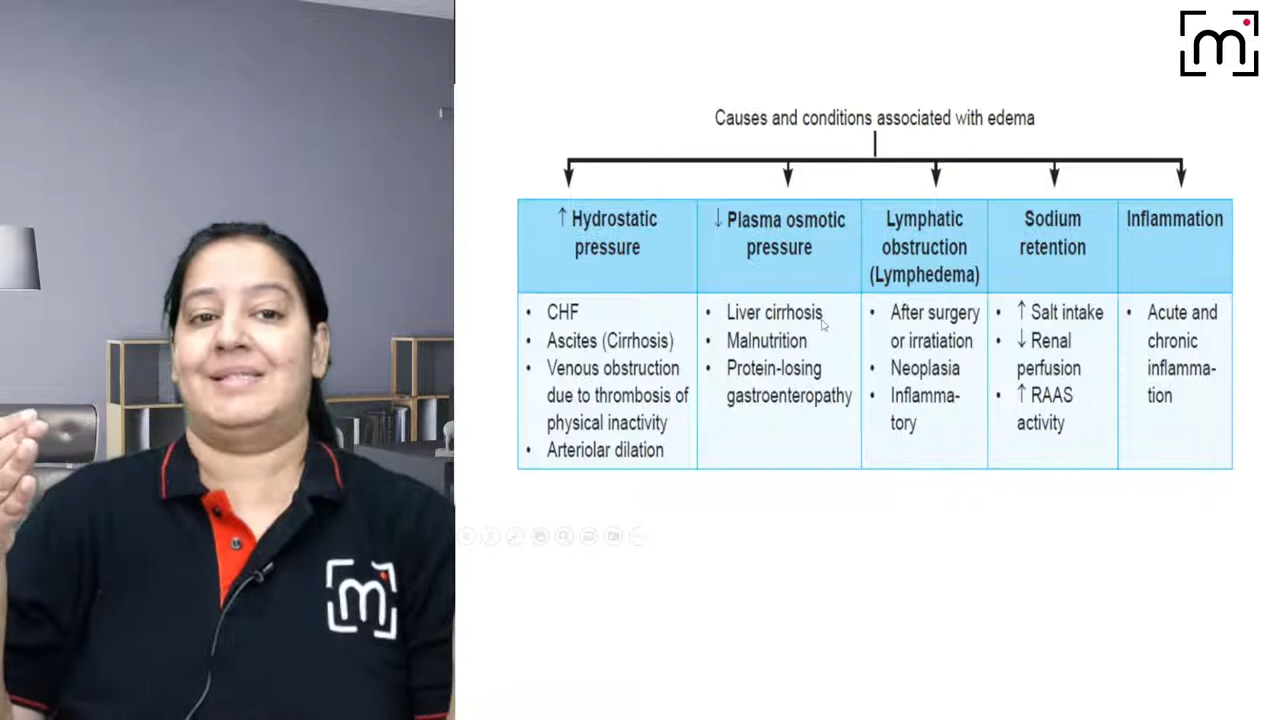 m
Causes and conditions associated with edema
↑ Hydrostatic
pressure
↓ Plasma osmotic
pressure
Lymphatic
obstruction
(Lymphedema)
Sodium
retention
Inflammation
• CHF
• Ascites (Cirrhosis)
• Venous obstruction
due to thrombosis of
physical inactivity
• Arteriolar dilation
• Liver cirrhosis
• Malnutrition
• Protein-losing
gastroenteropathy
• After surgery
or irratiation
• Neoplasia
• Inflamma-
tory
• ↑ Salt intake
• ↓ Renal
perfusion
• ↑ RAAS
activity
• Acute and
chronic
inflamma-
tion
m